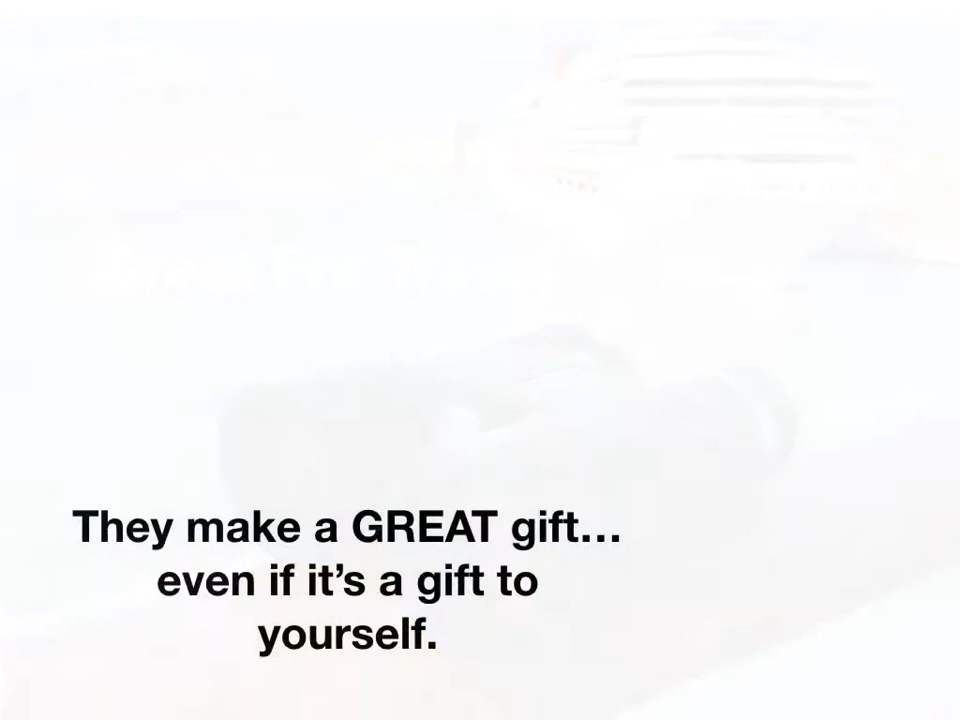 They make a GREAT gift…
even if it’s a gift to
yourself.